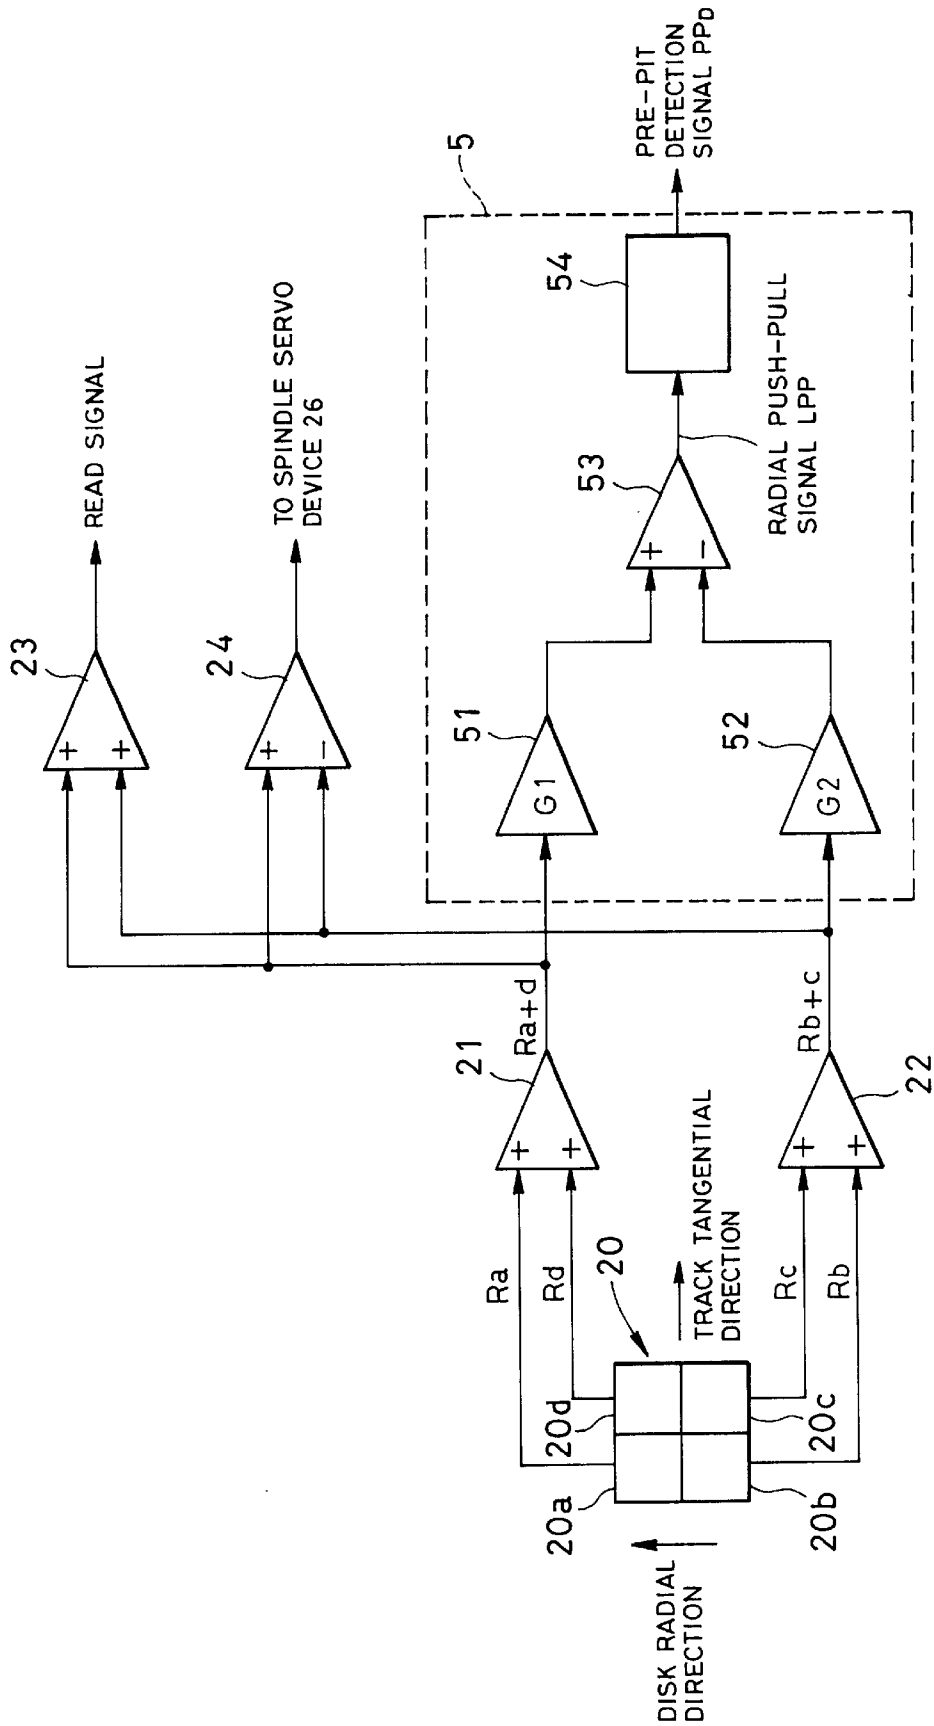 23
+
+
READ SIGNAL
24
+
−
TO SPINDLE SERVO
DEVICE 26
5
51
G1
52
G2
53
+
−
54
PRE-PIT
DETECTION
SIGNAL PPD
RADIAL PUSH-PULL
SIGNAL LPP
21
+
+
Ra+d
22
+
+
Rb+c
Ra
Rd
Rc
Rb
20
20a
20d
20b
20c
TRACK TANGENTIAL
DIRECTION
DISK RADIAL
DIRECTION